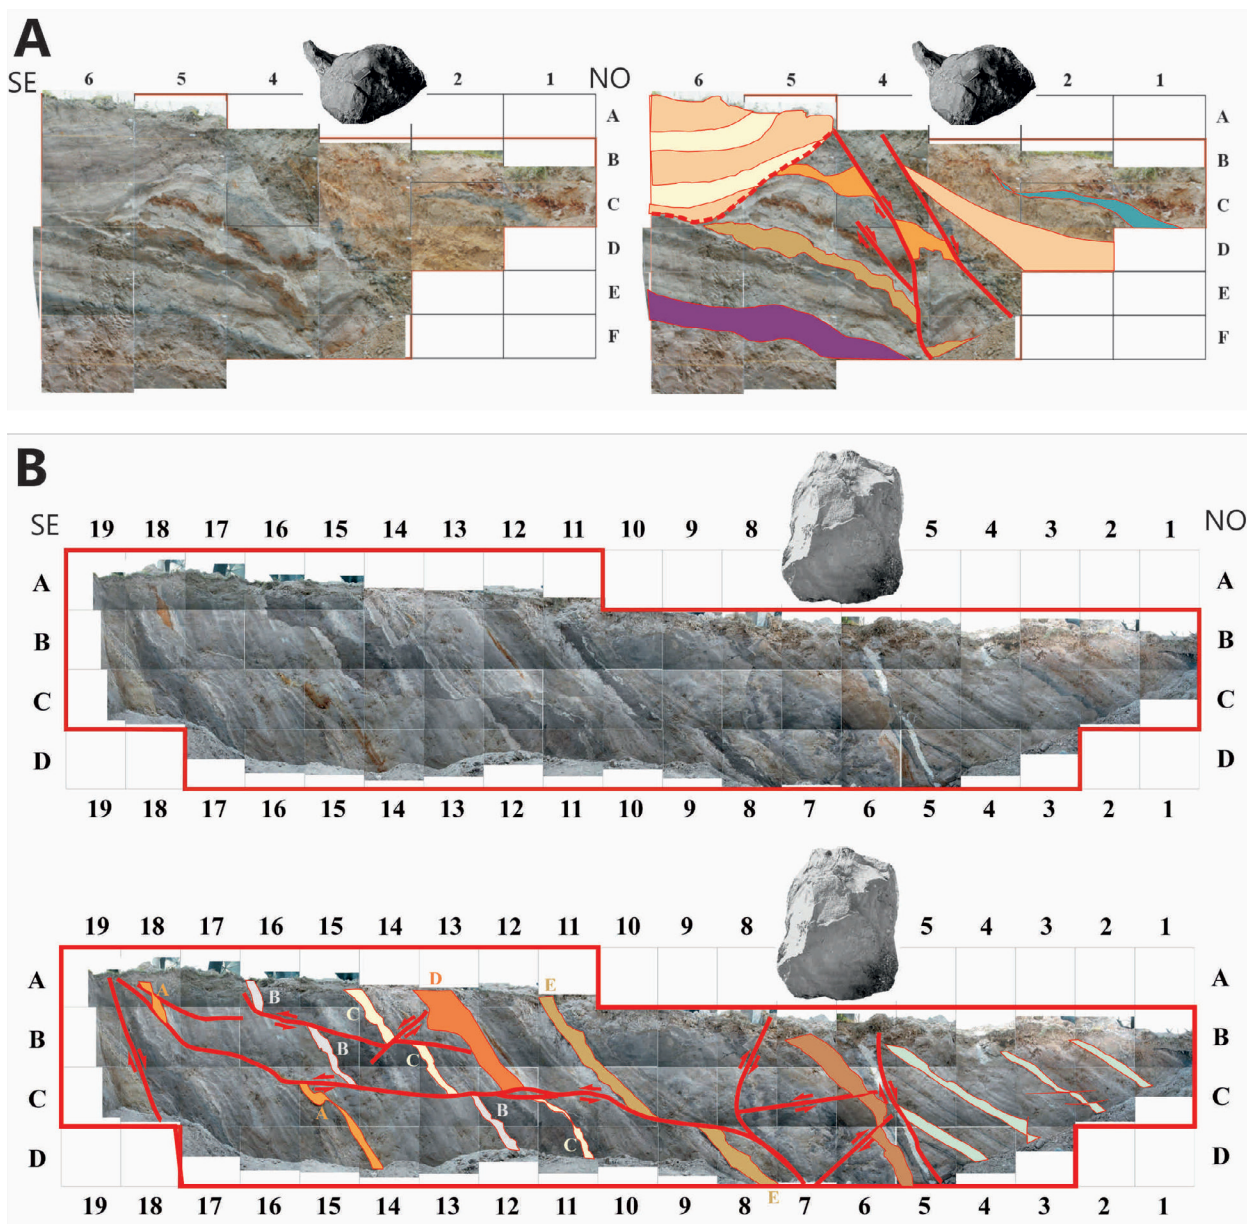 A
SE 6 5 4 2 1 NO 6 5 4 2 1
A A
B B
C C
D D
E E
F F
B
SE 19 18 17 16 15 14 13 12 11 10 9 8 5 4 3 2 1 NO
A A
B B
C C
D D
19 18 17 16 15 14 13 12 11 10 9 8 7 6 5 4 3 2 1
19 18 17 16 15 14 13 12 11 10 9 8 5 4 3 2 1
A A B C D E A
B B C B
C A B C C
D E D
19 18 17 16 15 14 13 12 11 10 9 8 7 6 5 4 3 2 1